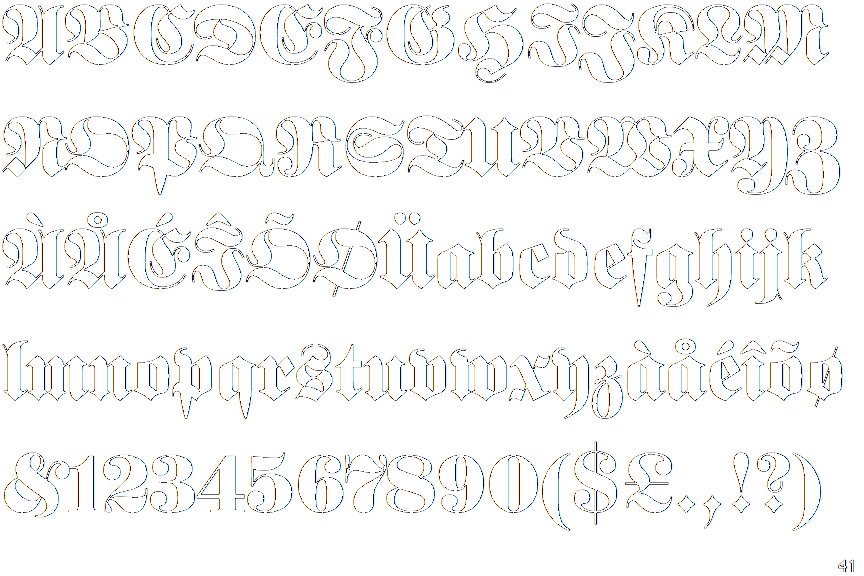 ABCDEFGHIJKLM
NOPQRSTUVWXYZ
ÀÅÉÎÕØÜabcdefghijk
lmnopqrstuvwxyzàåéîõø
&1234567890($£.,!?)
41